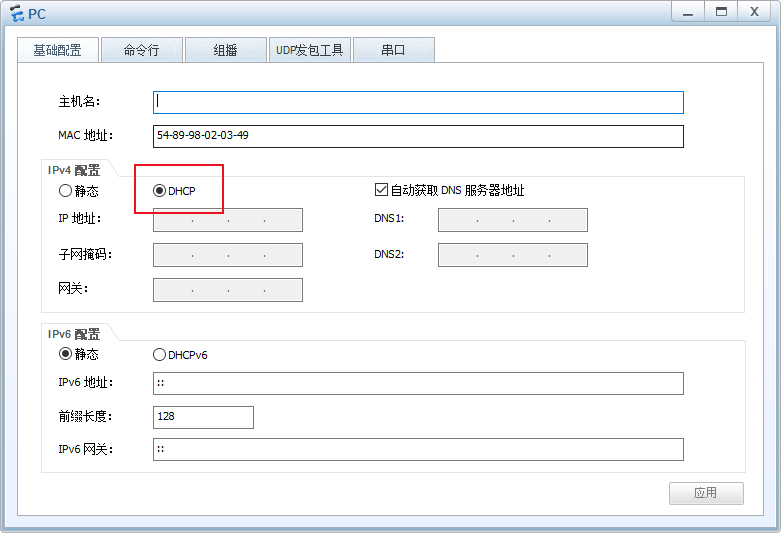 PC
基础配置 命令行 组播 UDP发包工具 串口
主机名:
MAC 地址: 54-89-98-02-03-49
IPv4 配置
静态 DHCP 自动获取 DNS 服务器地址
IP 地址: . . . DNS1: . . .
子网掩码: . . . DNS2: . . .
网关: . . .
IPv6 配置
静态 DHCPv6
IPv6 地址: ::
前缀长度: 128
IPv6 网关: ::
应用